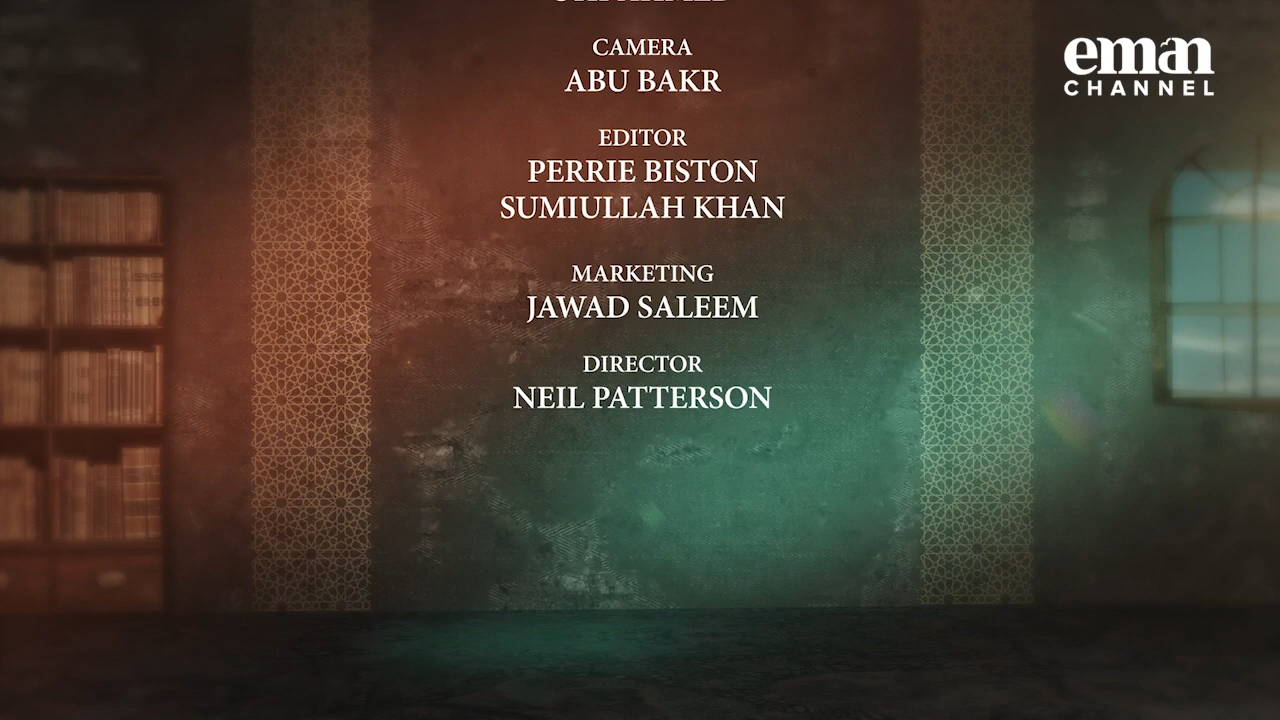 CAMERA
ABU BAKR
EDITOR
PERRIE BISTON
SUMIULLAH KHAN
MARKETING
JAWAD SALEEM
DIRECTOR
NEIL PATTERSON
eman
CHANNEL